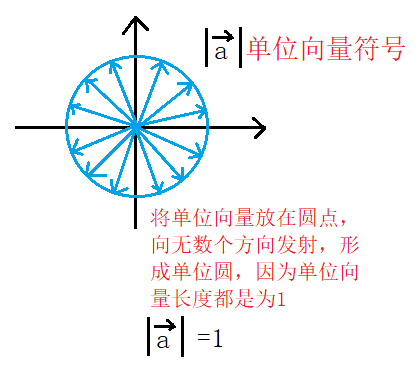 |a⃗| 单位向量符号
将单位向量放在圆点，
向无数个方向发射，形
成单位圆，因为单位向
量长度都是为1
|a⃗| =1